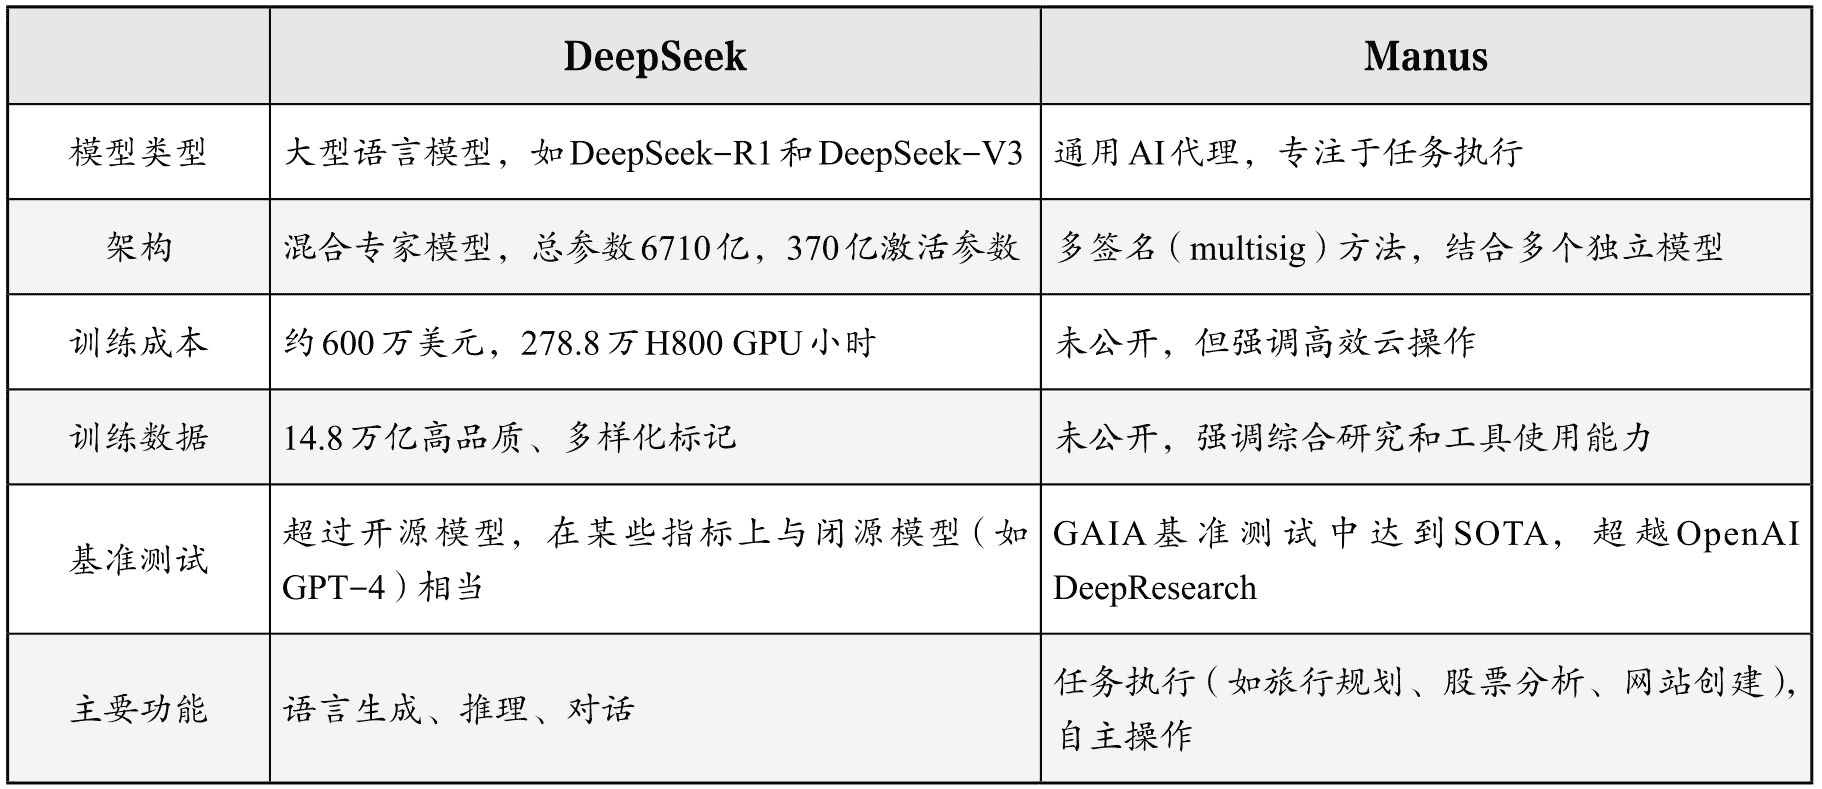 DeepSeek
Manus
模型类型
大型语言模型，如DeepSeek-R1和DeepSeek-V3
通用AI代理，专注于任务执行
架构
混合专家模型，总参数6710亿，370亿激活参数
多签名（multisig）方法，结合多个独立模型
训练成本
约600万美元，278.8万H800 GPU小时
未公开，但强调高效云操作
训练数据
14.8万亿高品质、多样化标记
未公开，强调综合研究和工具使用能力
基准测试
超过开源模型，在某些指标上与闭源模型（如
GPT-4）相当
GAIA基准测试中达到SOTA，超越OpenAI
DeepResearch
主要功能
语言生成、推理、对话
任务执行（如旅行规划、股票分析、网站创建），
自主操作